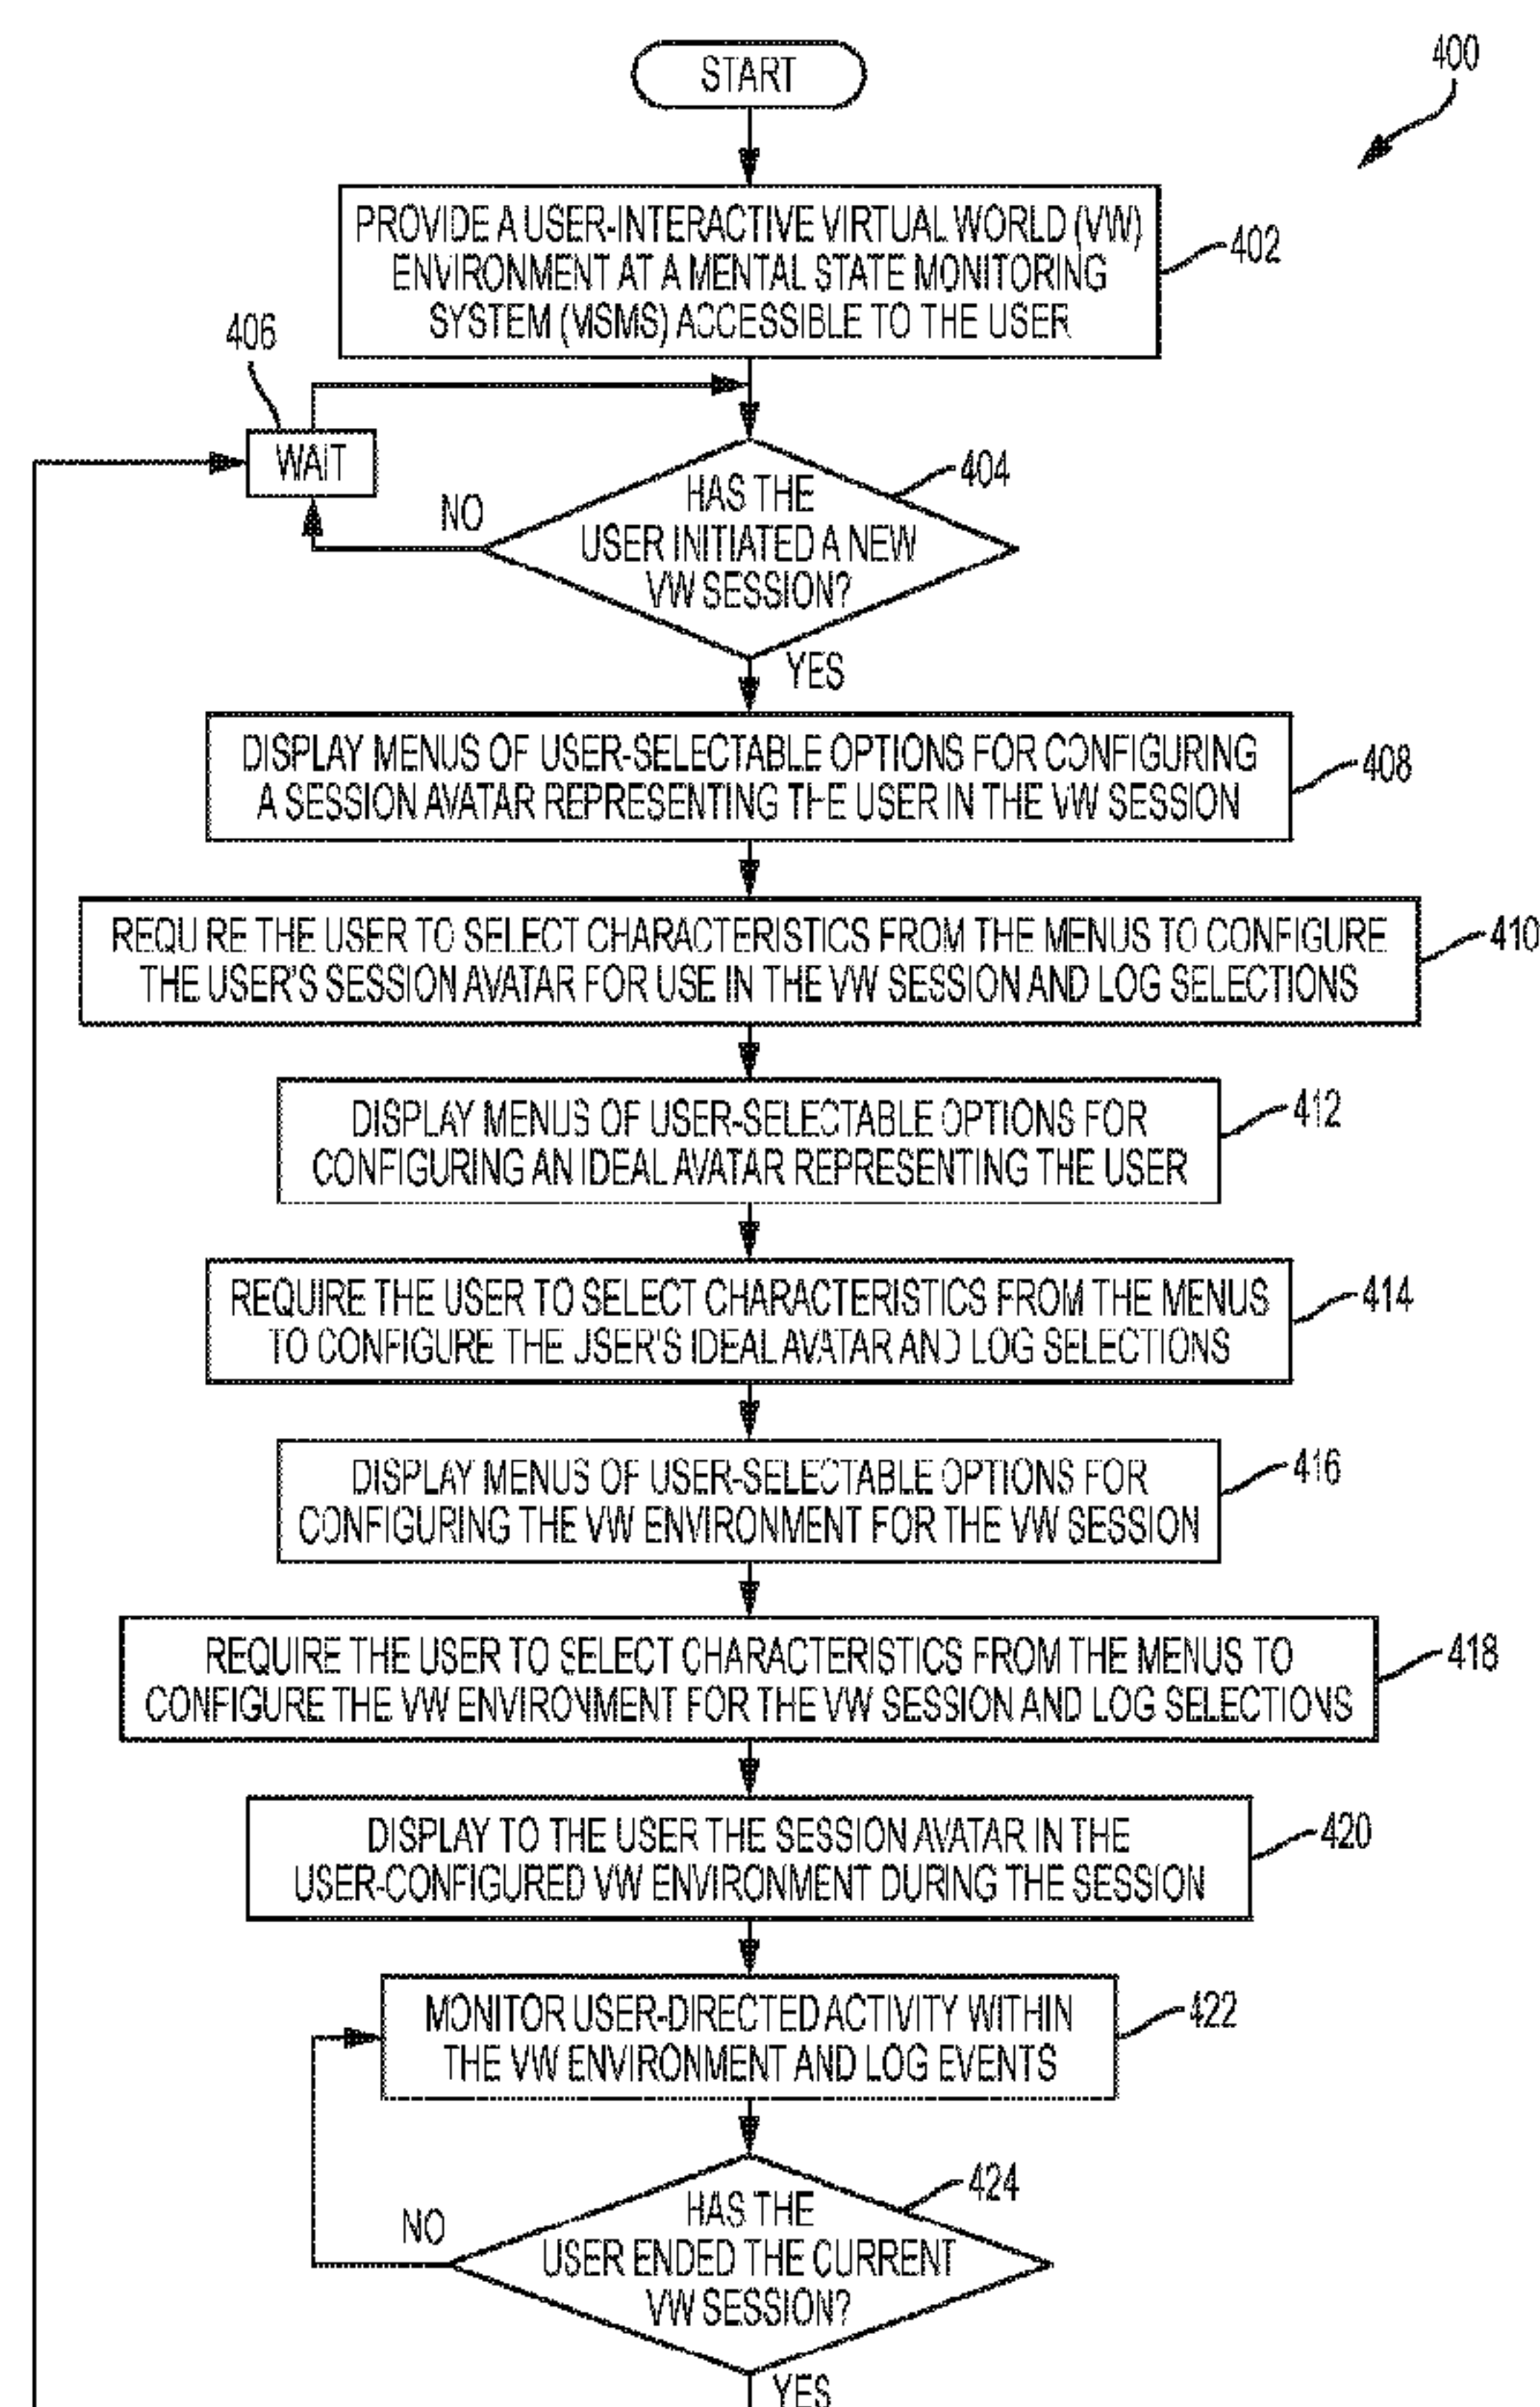 START
400
PROVIDE A USER-INTERACTIVE VIRTUAL WORLD (VW)
ENVIRONMENT AT A MENTAL STATE MONITORING
SYSTEM (MSMS) ACCESSIBLE TO THE USER
402
406
WAIT
NO
HAS THE
USER INITIATED A NEW
VW SESSION?
404
YES
DISPLAY MENUS OF USER-SELECTABLE OPTIONS FOR CONFIGURING
A SESSION AVATAR REPRESENTING THE USER IN THE VW SESSION
408
REQUIRE THE USER TO SELECT CHARACTERISTICS FROM THE MENUS TO CONFIGURE
THE USER'S SESSION AVATAR FOR USE IN THE VW SESSION AND LOG SELECTIONS
410
DISPLAY MENUS OF USER-SELECTABLE OPTIONS FOR
CONFIGURING AN IDEAL AVATAR REPRESENTING THE USER
412
REQUIRE THE USER TO SELECT CHARACTERISTICS FROM THE MENUS
TO CONFIGURE THE USER'S IDEAL AVATAR AND LOG SELECTIONS
414
DISPLAY MENUS OF USER-SELECTABLE OPTIONS FOR
CONFIGURING THE VW ENVIRONMENT FOR THE VW SESSION
416
REQUIRE THE USER TO SELECT CHARACTERISTICS FROM THE MENUS TO
CONFIGURE THE VW ENVIRONMENT FOR THE VW SESSION AND LOG SELECTIONS
418
DISPLAY TO THE USER THE SESSION AVATAR IN THE
USER-CONFIGURED VW ENVIRONMENT DURING THE SESSION
420
MONITOR USER-DIRECTED ACTIVITY WITHIN
THE VW ENVIRONMENT AND LOG EVENTS
422
NO
HAS THE
USER ENDED THE CURRENT
VW SESSION?
424
YES